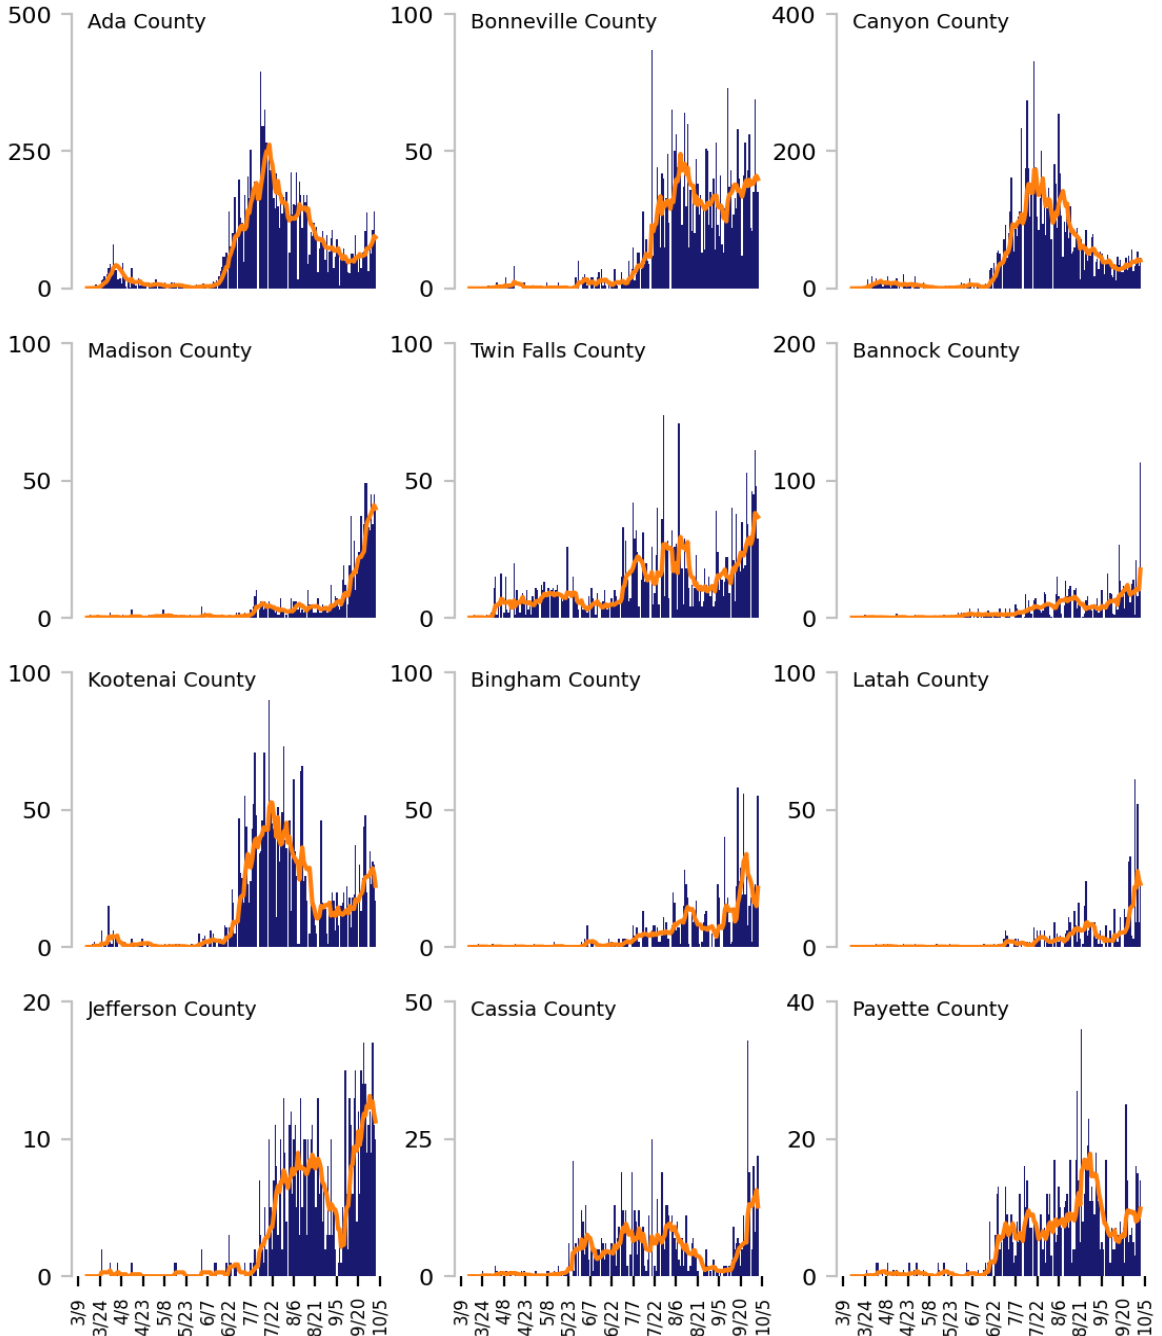 Ada County
500
250
0
Bonneville County
100
50
0
Canyon County
400
200
0
Madison County
100
50
0
Twin Falls County
100
50
0
Bannock County
200
100
0
Kootenai County
100
50
0
Bingham County
100
50
0
Latah County
100
50
0
Jefferson County
20
10
0
Cassia County
50
25
0
Payette County
40
20
0
3/9 3/24 4/8 4/23 5/8 5/23 6/7 6/22 7/7 7/22 8/6 8/21 9/5 9/20 10/5
3/9 3/24 4/8 4/23 5/8 5/23 6/7 6/22 7/7 7/22 8/6 8/21 9/5 9/20 10/5
3/9 3/24 4/8 4/23 5/8 5/23 6/7 6/22 7/7 7/22 8/6 8/21 9/5 9/20 10/5